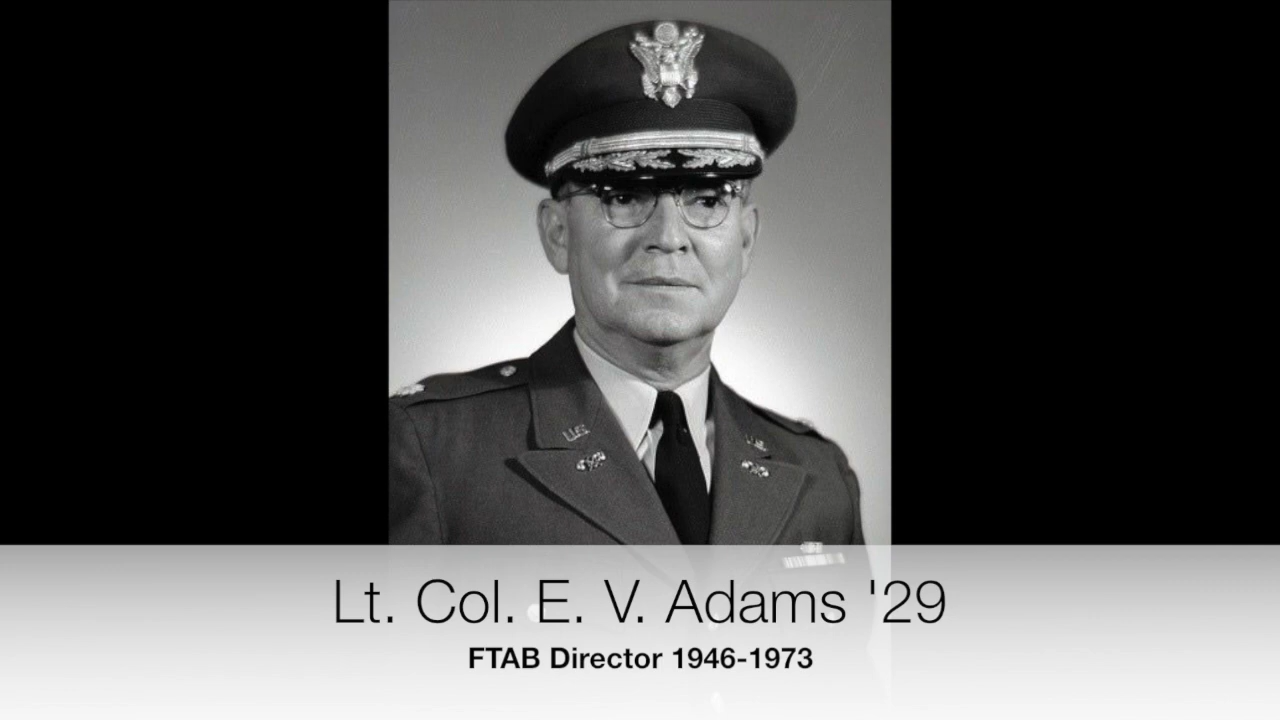 Lt. Col. E. V. Adams '29
FTAB Director 1946-1973